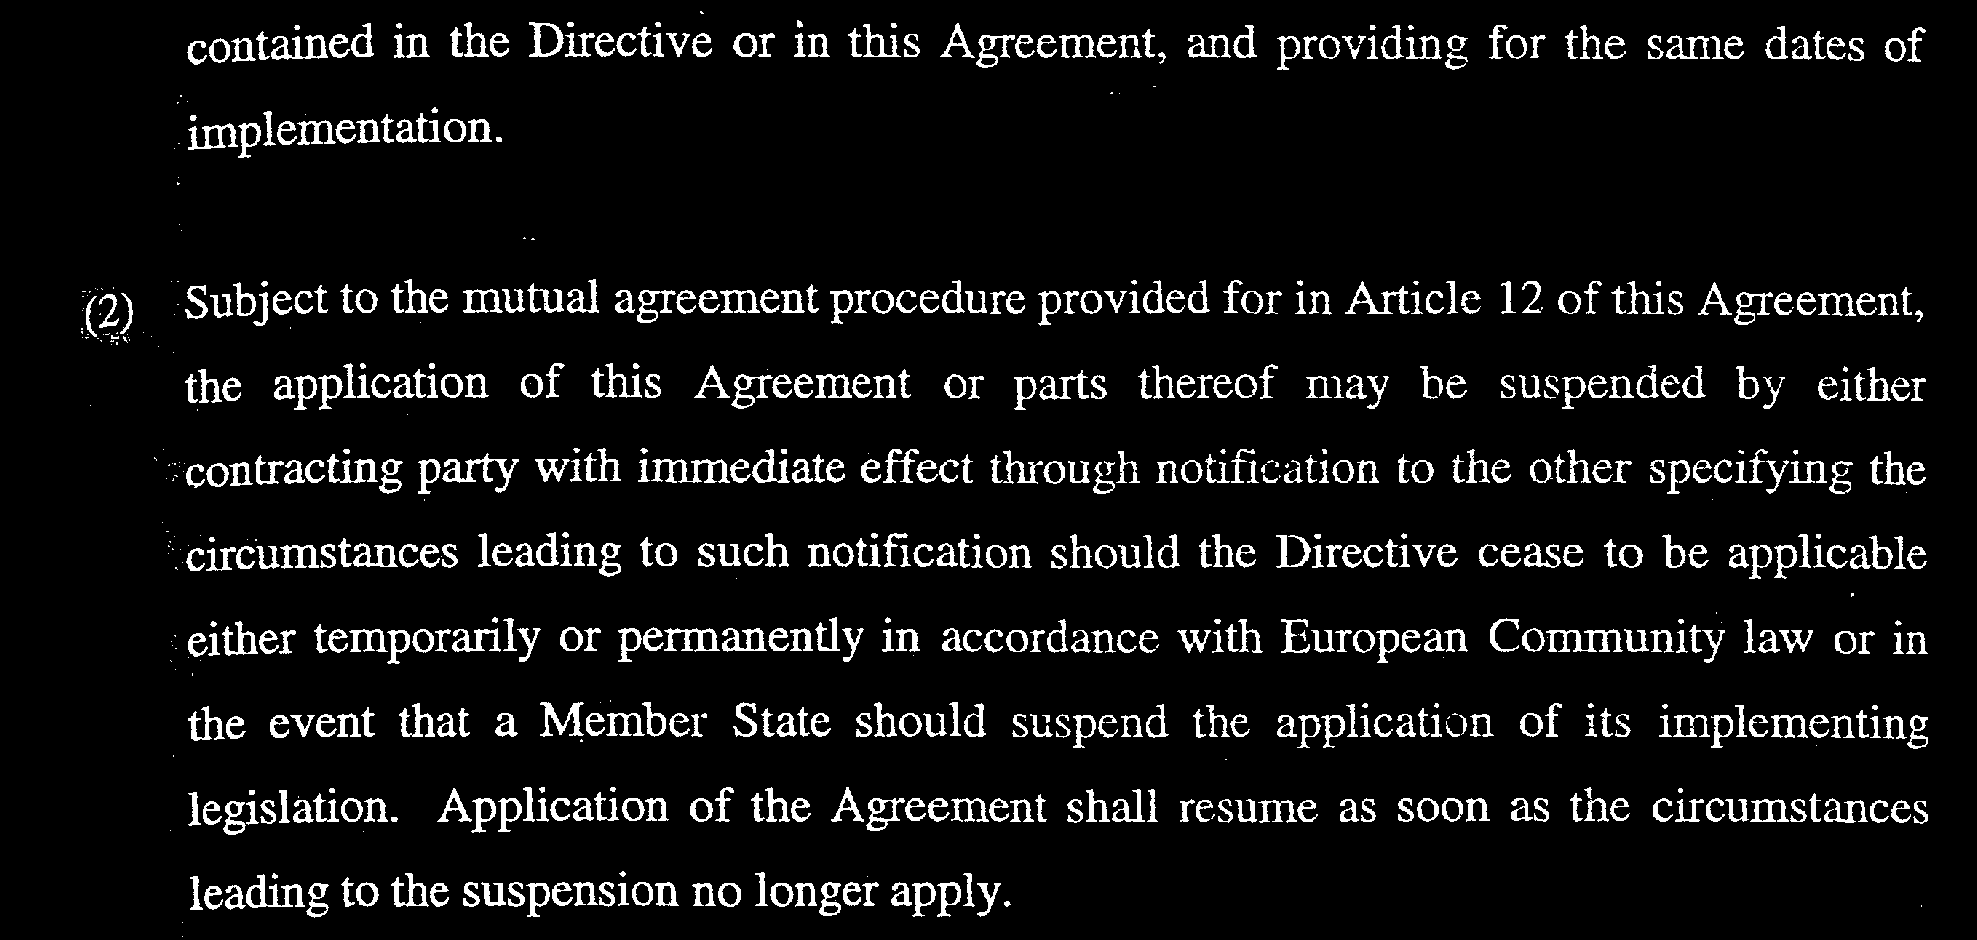 contained in the Directive or in this Agreement, and providing for the same dates of
implementation.
(2) Subject to the mutual agreement procedure provided for in Article 12 of this Agreement,
the application of this Agreement or parts thereof may be suspended by either
contracting party with immediate effect through notification to the other specifying the
circumstances leading to such notification should the Directive cease to be applicable
either temporarily or permanently in accordance with European Community law or in
the event that a Member State should suspend the application of its implementing
legislation. Application of the Agreement shall resume as soon as the circumstances
leading to the suspension no longer apply.